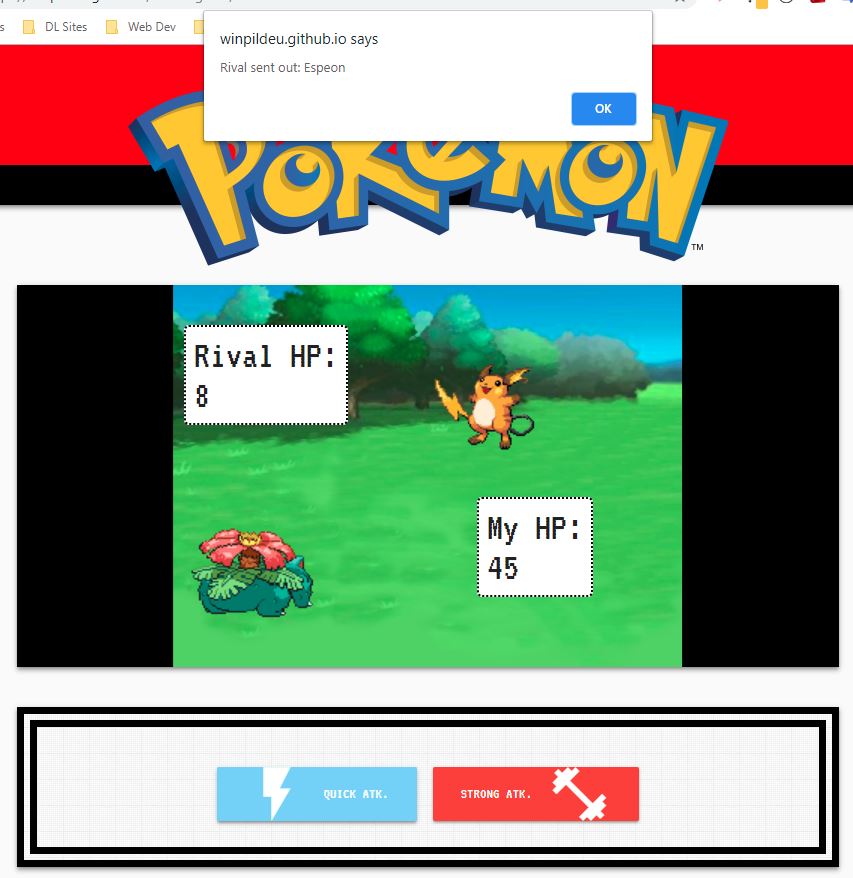 s
DL Sites
Web Dev
winpildeu.github.io says
Rival sent out: Espeon
OK
POKéMON
TM
Rival HP:
8
My HP:
45
QUICK ATK.
STRONG ATK.